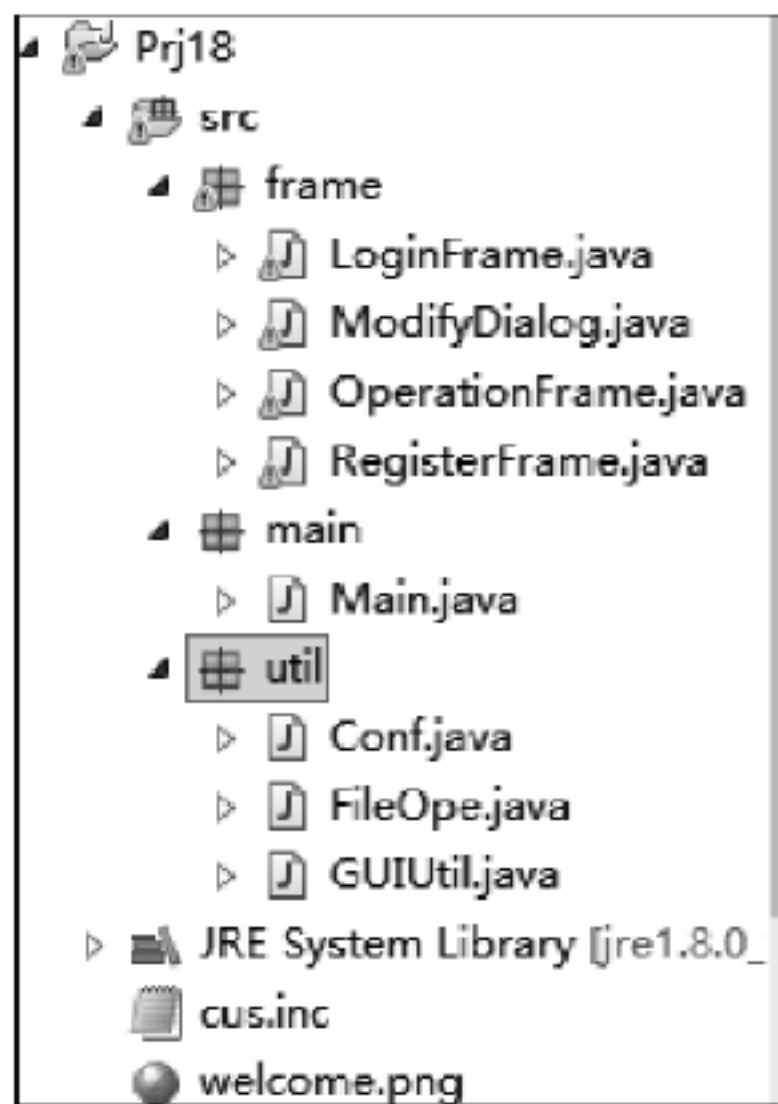 Prj18
src
frame
LoginFrame.java
ModifyDialog.java
OperationFrame.java
RegisterFrame.java
main
Main.java
util
Conf.java
FileOpe.java
GUIUtil.java
JRE System Library [jre1.8.0_
cus.inc
welcome.png